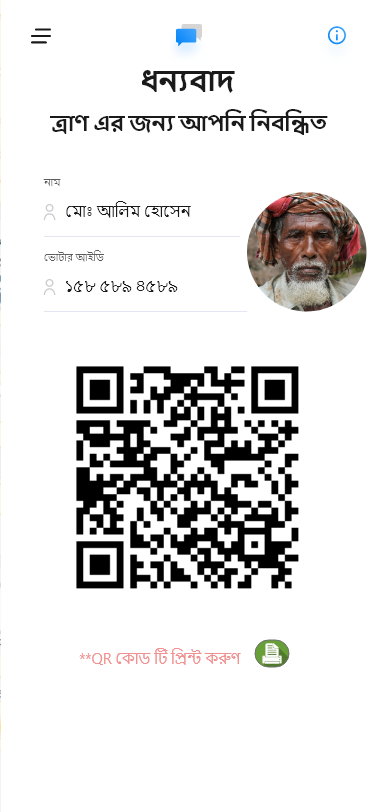 ধন্যবাদ
ত্রাণ এর জন্য আপনি নিবন্ধিত
নাম
মোঃ আলিম হোসেন
ভোটার আইডি
১৫৮ ৫৮৯ ৪৫৮৯
**QR কোড টি প্রিন্ট করুণ